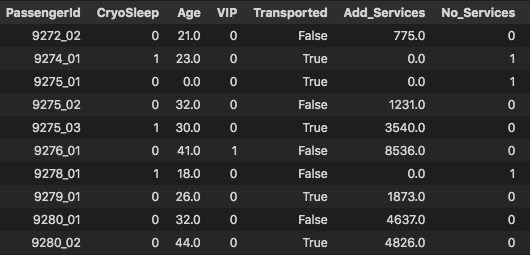 PassengerId CryoSleep Age VIP Transported Add_Services No_Services
9272_02 0 21.0 0 False 775.0 0
9274_01 1 23.0 0 True 0.0 1
9275_01 0 0.0 0 True 0.0 1
9275_02 0 32.0 0 False 1231.0 0
9275_03 1 30.0 0 True 3540.0 0
9276_01 0 41.0 1 False 8536.0 0
9278_01 1 18.0 0 False 0.0 1
9279_01 0 26.0 0 True 1873.0 0
9280_01 0 32.0 0 False 4637.0 0
9280_02 0 44.0 0 True 4826.0 0